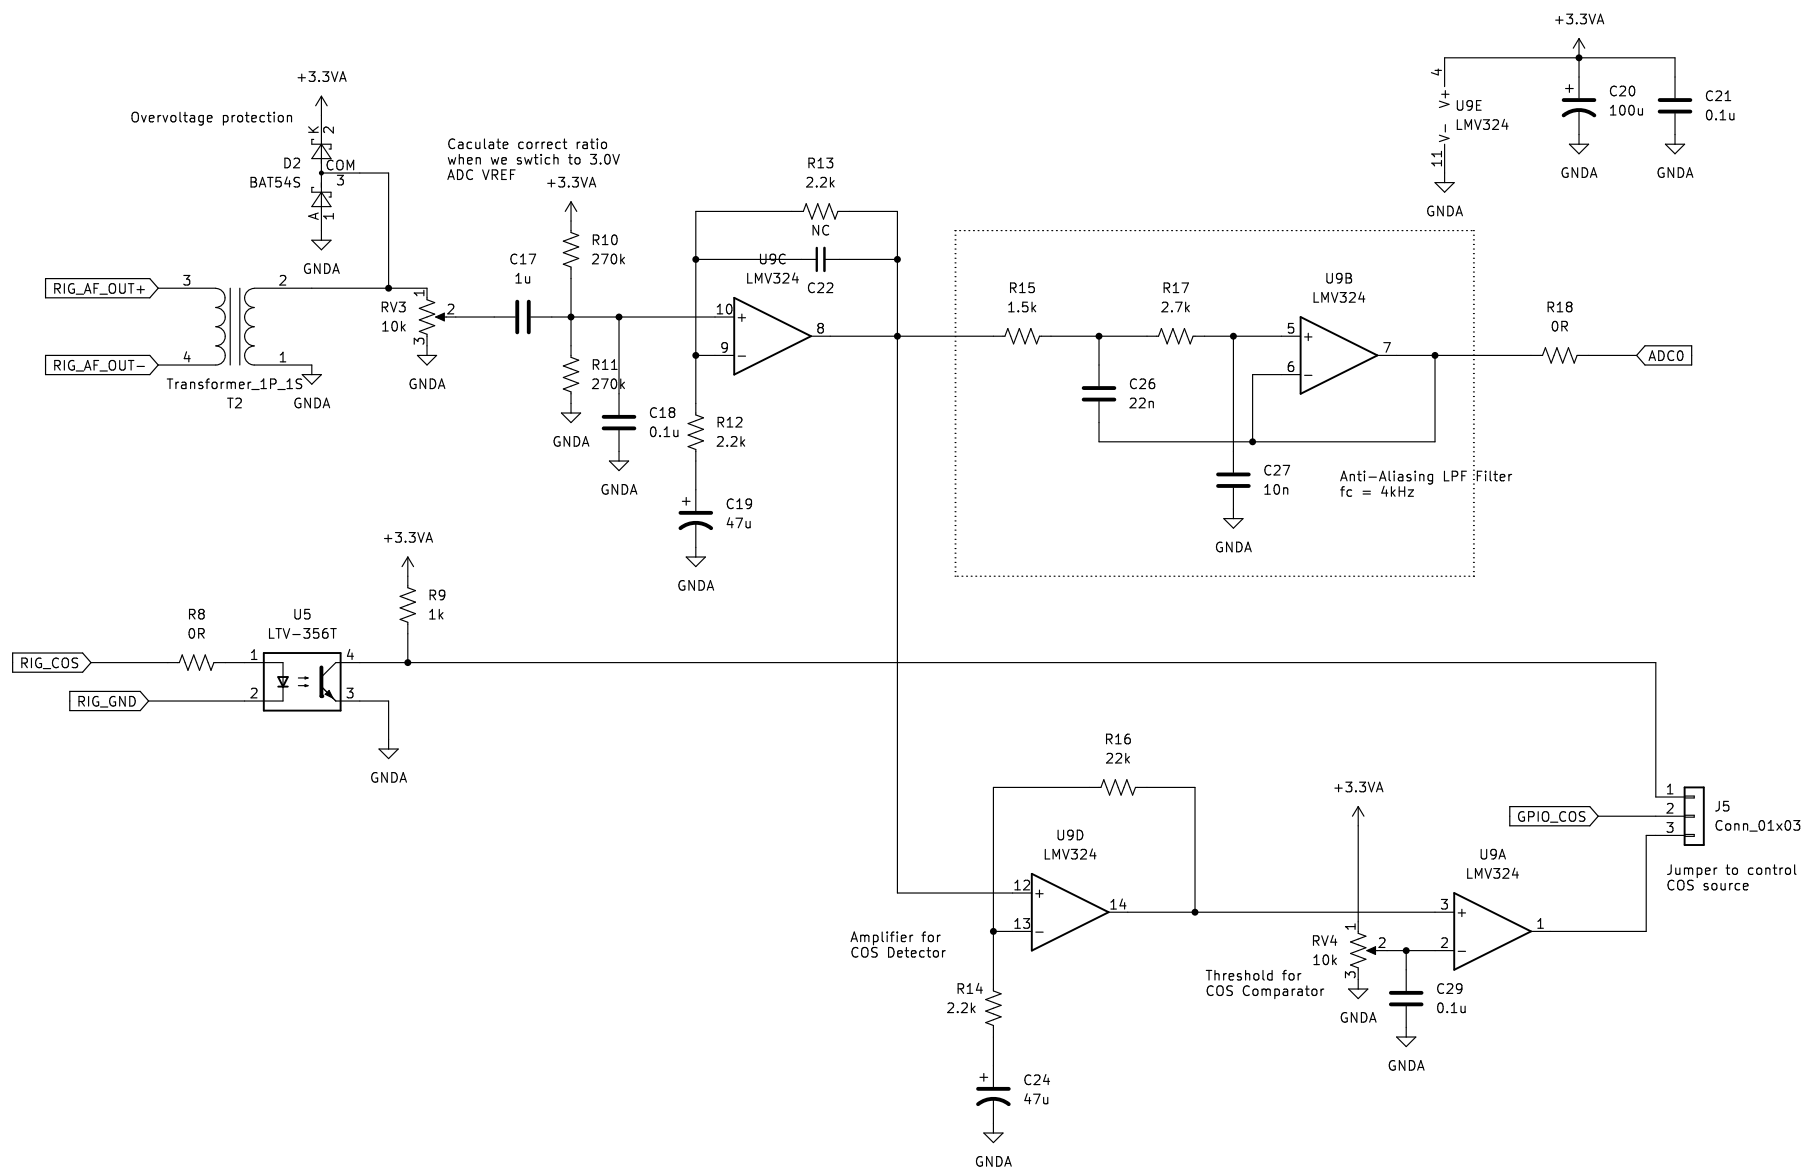 +3.3VA
4
V+
V-
11
U9E
LMV324
GNDA
+
C20
100u
GNDA
C21
0.1u
GNDA
+3.3VA
Overvoltage protection
K
2
D2
BAT54S
COM
3
A
1
GNDA
RIG_AF_OUT+
3
2
RIG_AF_OUT-
4
1
Transformer_1P_1S
T2
GNDA
RV3
10k
1
2
3
GNDA
Caculate correct ratio
when we swtich to 3.0V
ADC VREF
+3.3VA
C17
1u
R10
270k
R11
270k
GNDA
C18
0.1u
GNDA
R13
2.2k
NC
U9C
LMV324
C22
10
+
9
-
8
R12
2.2k
+
C19
47u
GNDA
R15
1.5k
R17
2.7k
U9B
LMV324
5
+
6
-
7
C26
22n
C27
10n
GNDA
Anti-Aliasing LPF Filter
fc = 4kHz
R18
0R
ADC0
+3.3VA
R9
1k
R8
0R
U5
LTV-356T
RIG_COS
1
4
RIG_GND
2
3
GNDA
R16
22k
U9D
LMV324
12
+
13
-
14
Amplifier for
COS Detector
R14
2.2k
+
C24
47u
GNDA
+3.3VA
RV4
10k
1
2
3
Threshold for
COS Comparator
GNDA
C29
0.1u
GNDA
U9A
LMV324
3
+
2
-
1
GPIO_COS
1
2
3
J5
Conn_01x03
Jumper to control
COS source